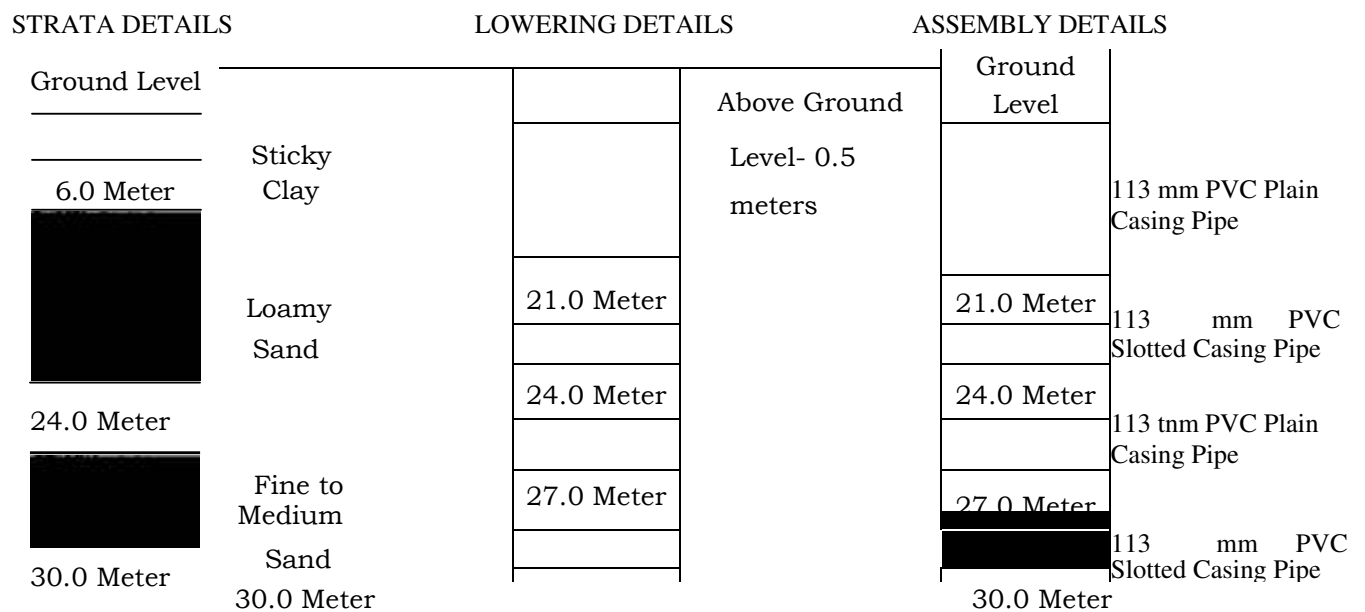 STRATA DETAILS
LOWERING DETAILS
ASSEMBLY DETAILS
Ground Level
6.0 Meter
24.0 Meter
30.0 Meter
Sticky
Clay
Loamy
Sand
Fine to
Medium
Sand
30.0 Meter
21.0 Meter
24.0 Meter
27.0 Meter
Above Ground
Level- 0.5
meters
Ground
Level
21.0 Meter
24.0 Meter
27.0 Meter
30.0 Meter
113 mm PVC Plain
Casing Pipe
113 mm PVC
Slotted Casing Pipe
113 tnm PVC Plain
Casing Pipe
113 mm PVC
Slotted Casing Pipe